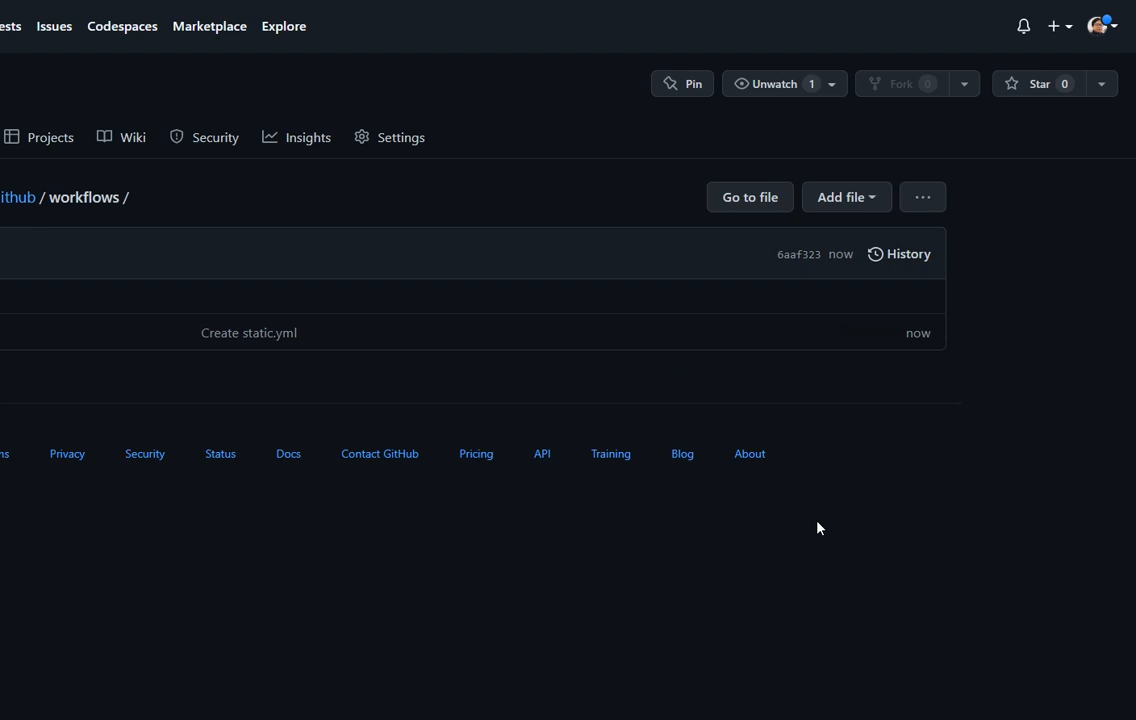 ests Issues Codespaces Marketplace Explore
Pin Unwatch 1 Fork 0 Star 0
Projects Wiki Security Insights Settings
ithub / workflows /
Go to file Add file ...
6aaf323 now History
Create static.yml now
ns Privacy Security Status Docs Contact GitHub Pricing API Training Blog About